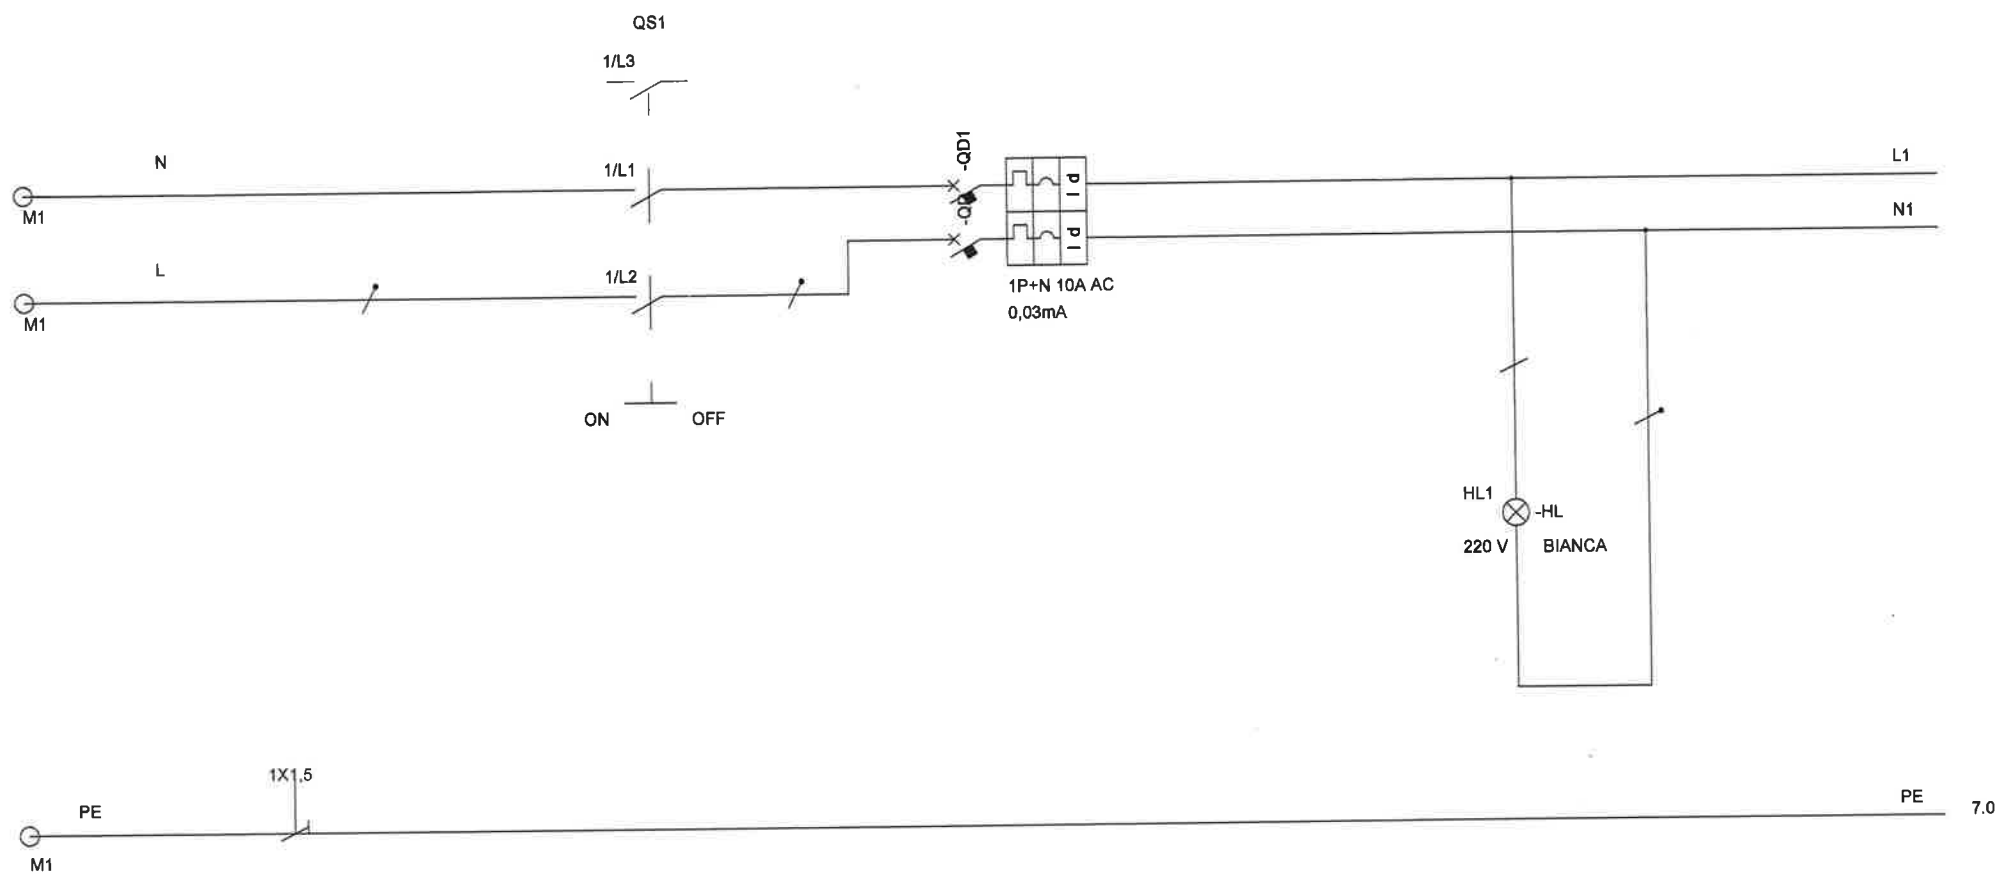 QS1
1/L3
-QD1
N
1/L1
L1
M1
-QD
N1
L
1/L2
1P+N 10A AC
0,03mA
M1
ON
OFF
HL1
-HL
220 V
BIANCA
1X1,5
PE
PE
7.0
M1